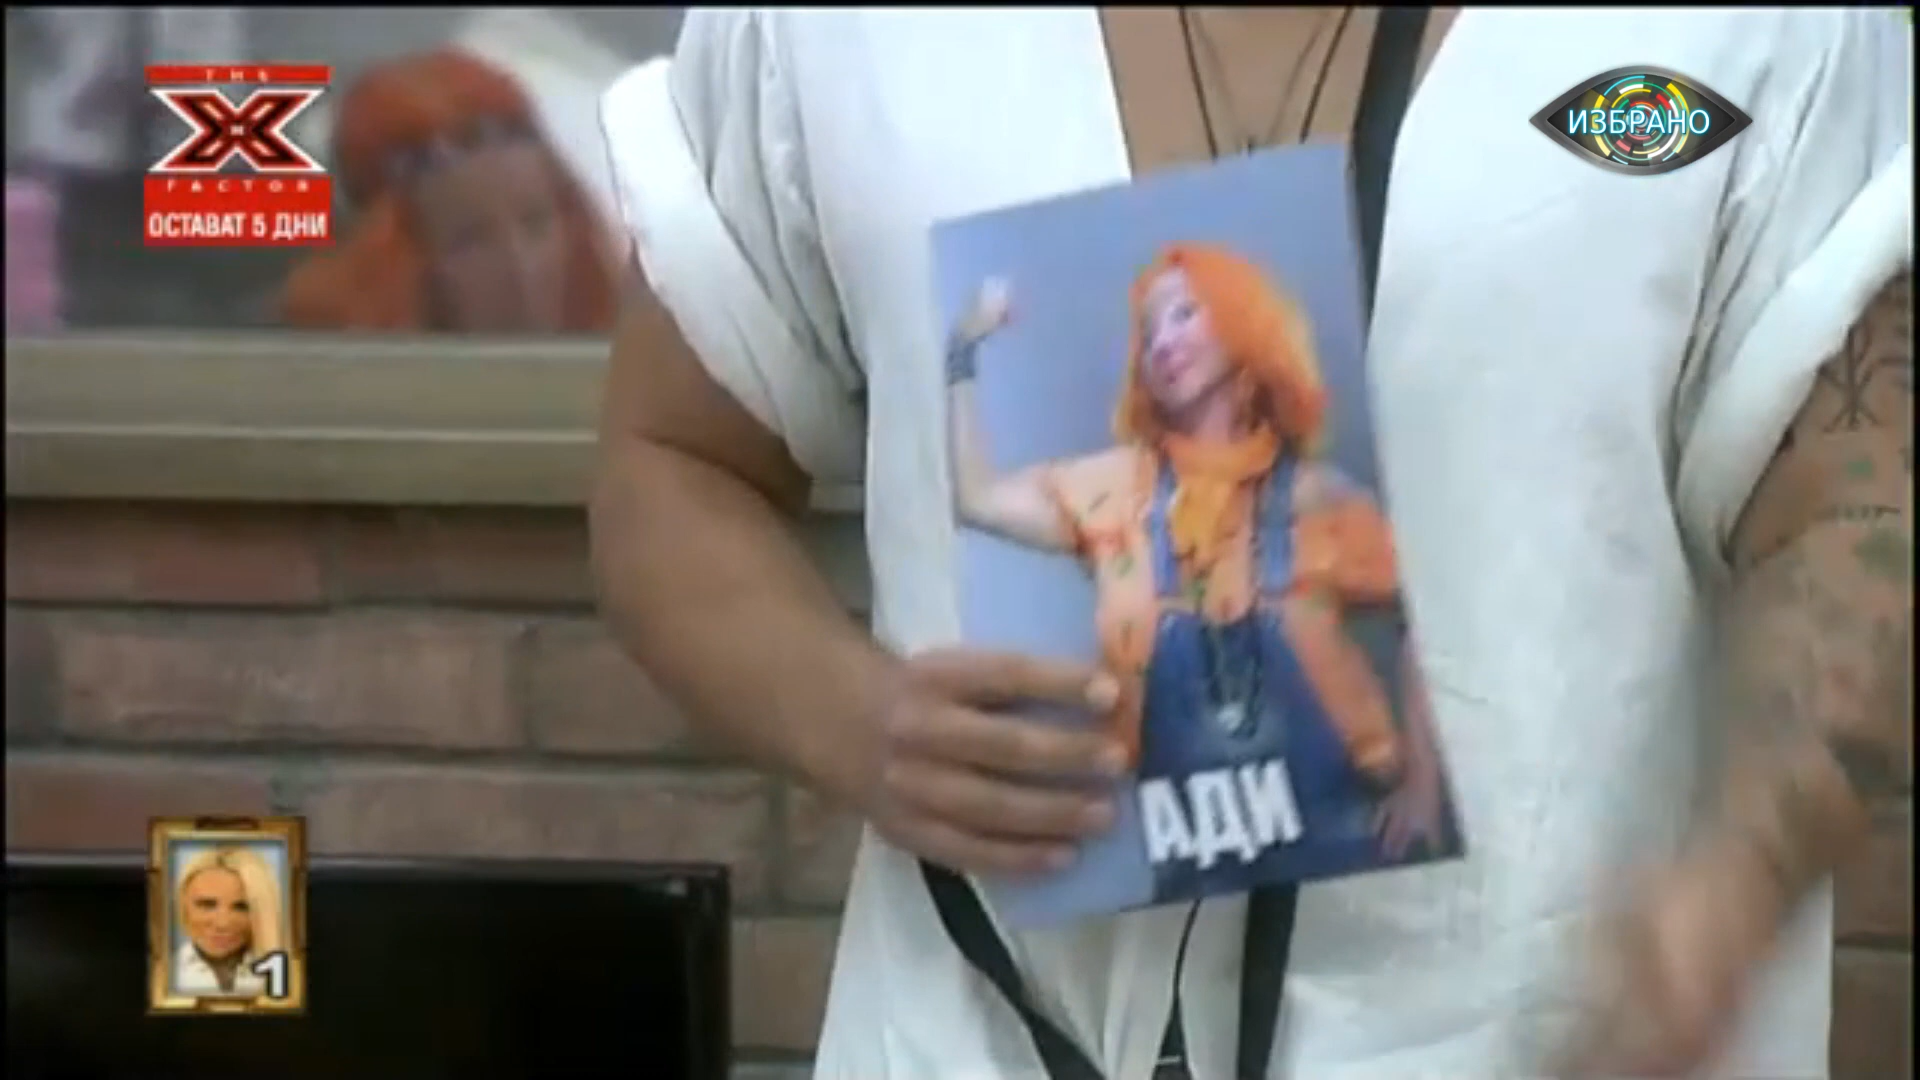 THE
X
FACTOR
ОСТАВАТ 5 ДНИ
ИЗБРАНО
АДИ
1